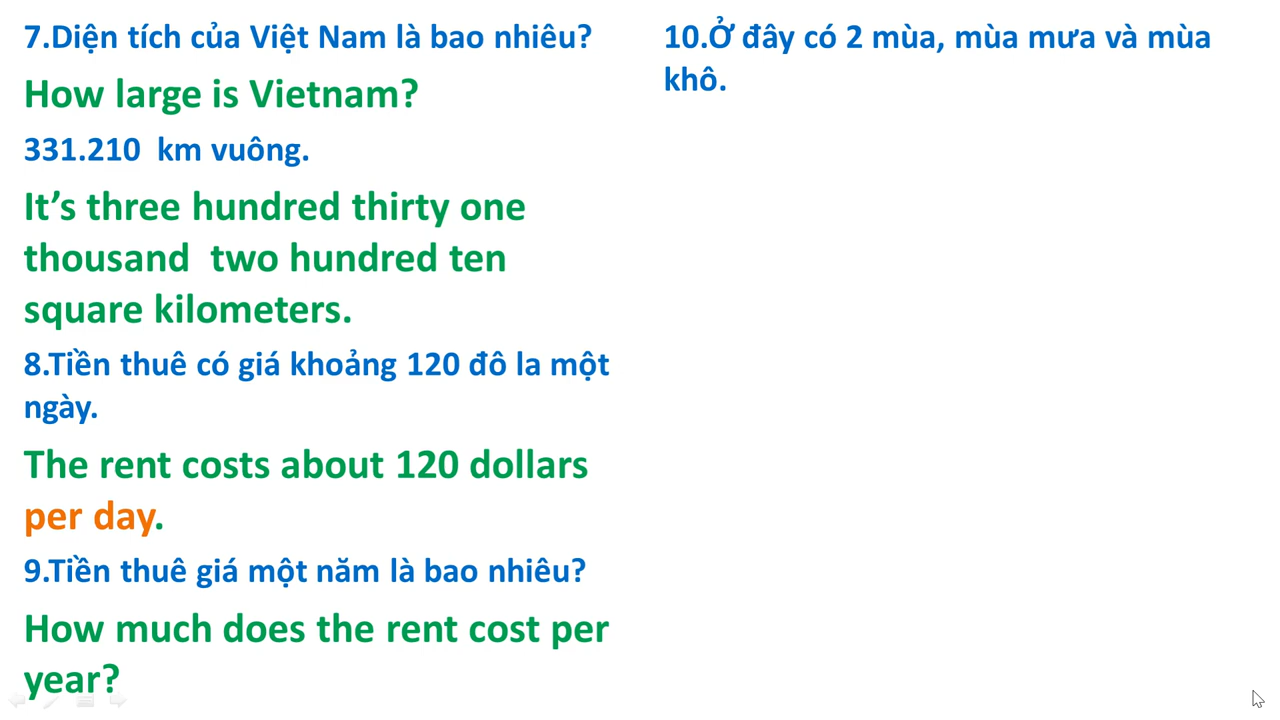 7.Diện tích của Việt Nam là bao nhiêu?
How large is Vietnam?
331.210  km vuông.
It’s three hundred thirty one
thousand  two hundred ten
square kilometers.
8.Tiền thuê có giá khoảng 120 đô la một
ngày.
The rent costs about 120 dollars
per day.
9.Tiền thuê giá một năm là bao nhiêu?
How much does the rent cost per
year?
10.Ở đây có 2 mùa, mùa mưa và mùa
khô.